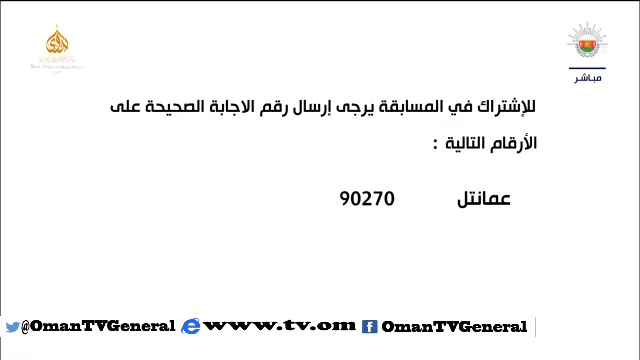 مباشر
للإشتراك في المسابقة يرجى إرسال رقم الاجابة الصحيحة على
الأرقام التالية :
عمانتل 90270
@OmanTVGeneral www.tv.om OmanTVGeneral